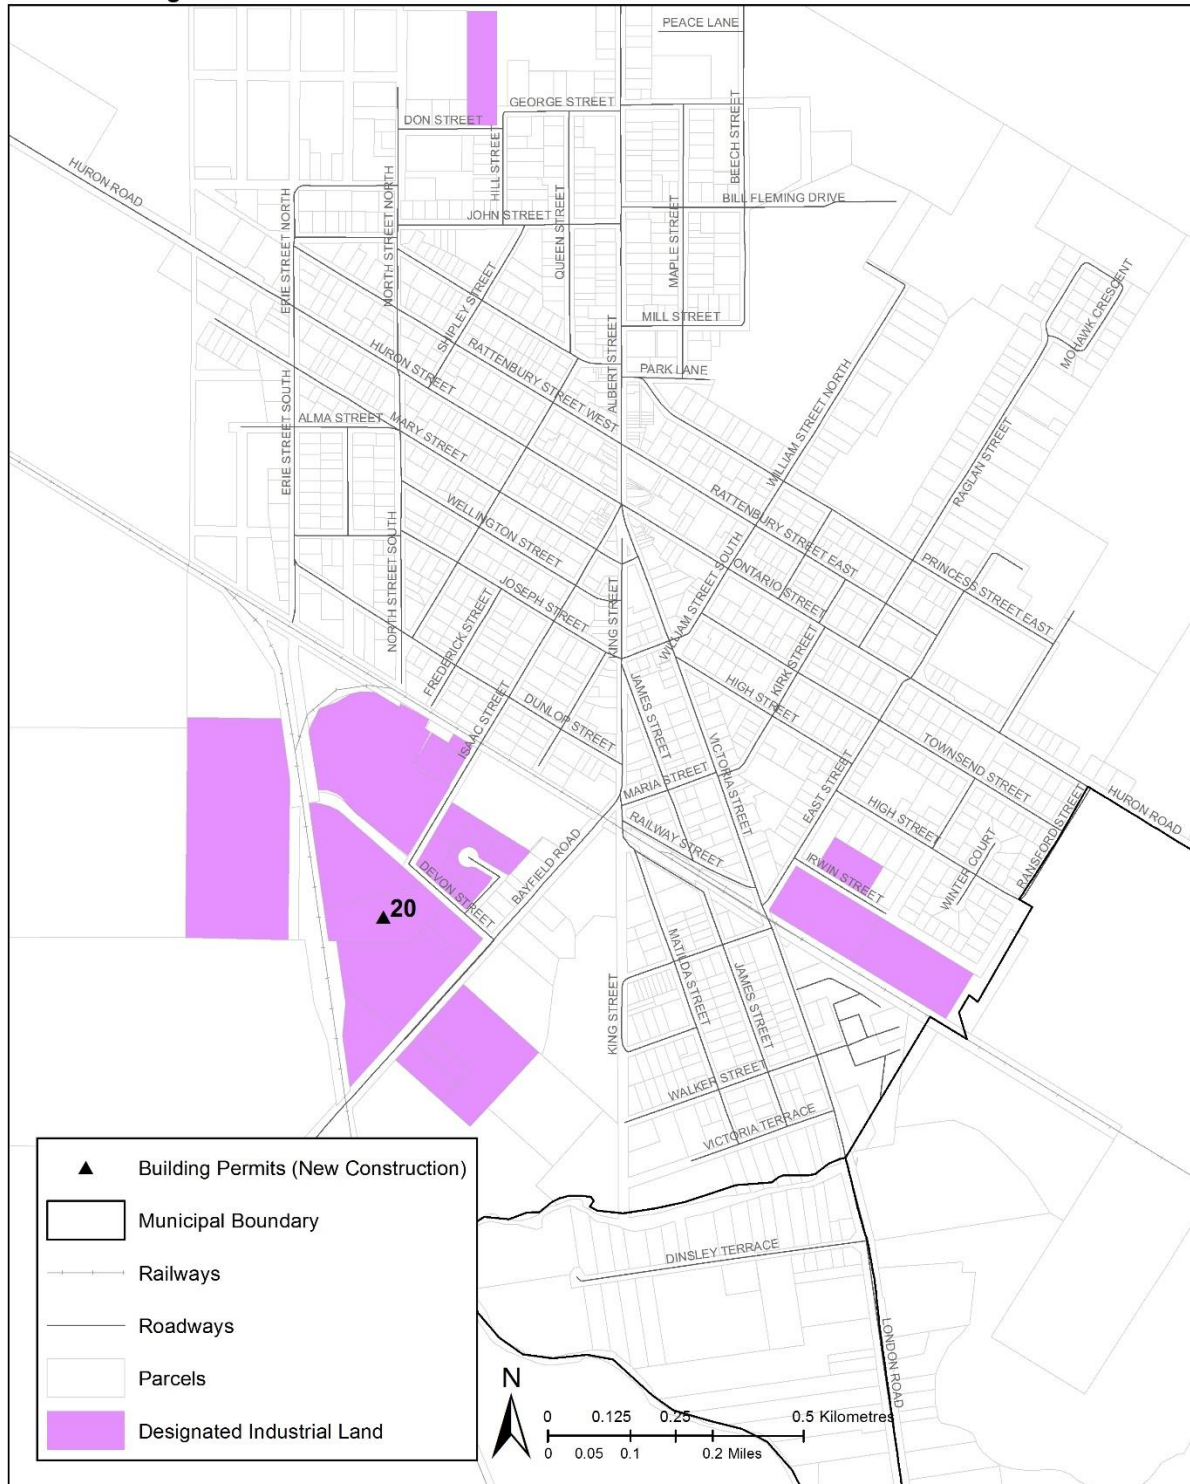 PEACE LANE
GEORGE STREET
DON STREET
HILL STREET
BEECH STREET
HURON ROAD
ERIE STREET NORTH
NORTH STREET NORTH
JOHN STREET
QUEEN STREET
MAPLE STREET
BILL FLEMING DRIVE
SHIPLEY STREET
MILL STREET
MOHAWK CRESCENT
HURON STREET
RATTENBURY STREET WEST
ALBERT STREET
PARK LANE
WILLIAM STREET NORTH
RAGLAN STREET
ERIE STREET SOUTH
ALMA STREET
MARY STREET
WELLINGTON STREET
RATTENBURY STREET EAST
PRINCESS STREET EAST
NORTH STREET SOUTH
JOSEPH STREET
KING STREET
WILLIAM STREET SOUTH
ONTARIO STREET
FREDERICK STREET
KIRK STREET
HIGH STREET
ISAAC STREET
DUNLOP STREET
JAMES STREET
VICTORIA STREET
TOWNSEND STREET
MARIA STREET
EAST STREET
HURON ROAD
RAILWAY STREET
HIGH STREET
RANSFORD STREET
WINTER COURT
IRWIN STREET
DEVON STREET
BAYFIELD ROAD
20
MATILDA STREET
JAMES STREET
KING STREET
WALKER STREET
VICTORIA TERRACE
DINSLEY TERRACE
LONDON ROAD
Building Permits (New Construction)
Municipal Boundary
Railways
Roadways
Parcels
Designated Industrial Land
N
0 0.125 0.25 0.5 Kilometres
0 0.05 0.1 0.2 Miles